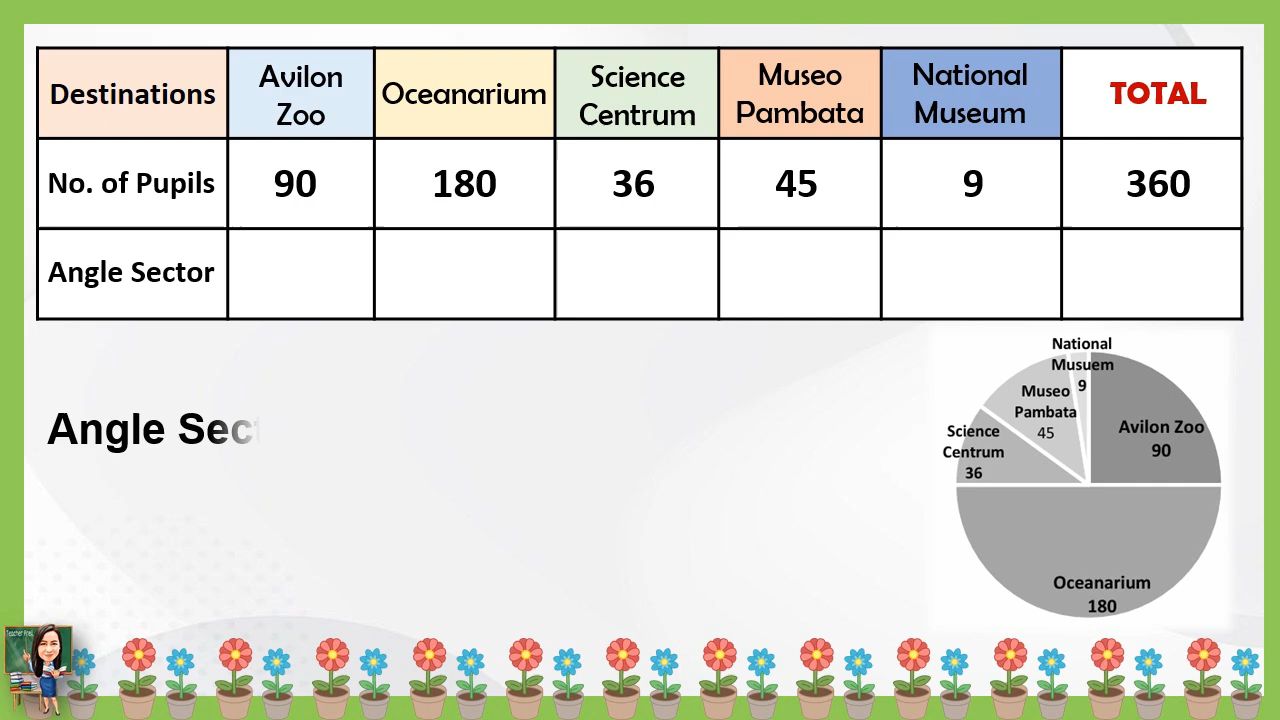 Destinations
Avilon
Zoo
Oceanarium
Science
Centrum
Museo
Pambata
National
Museum
TOTAL
No. of Pupils
90
180
36
45
9
360
Angle Sector
Angle Sect
National
Musuem
9
Museo
Pambata
45
Avilon Zoo
90
Science
Centrum
36
Oceanarium
180